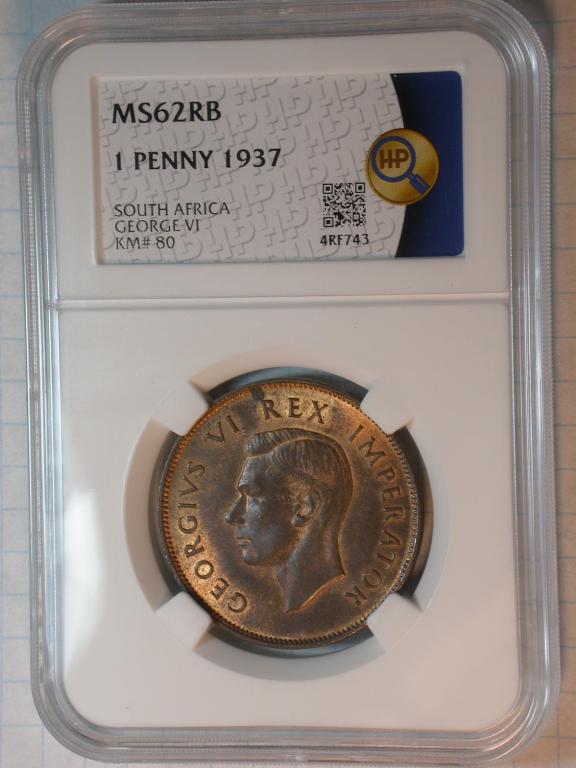 MS62RB
1 PENNY 1937
SOUTH AFRICA
GEORGE VI
KM# 80
HP
4RF743
GEORGIVS VI REX IMPERATOR